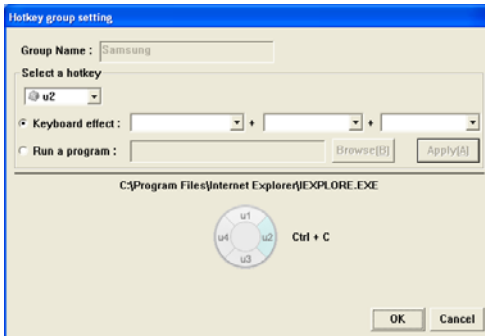 Hotkey group setting
Group Name : Samsung
Select a hotkey
u2
Keyboard effect : + +
Run a program : Browse(B) Apply(A)
C:\Program Files\Internet Explorer\IEXPLORE.EXE
u1
u4 u2 Ctrl + C
u3
OK Cancel